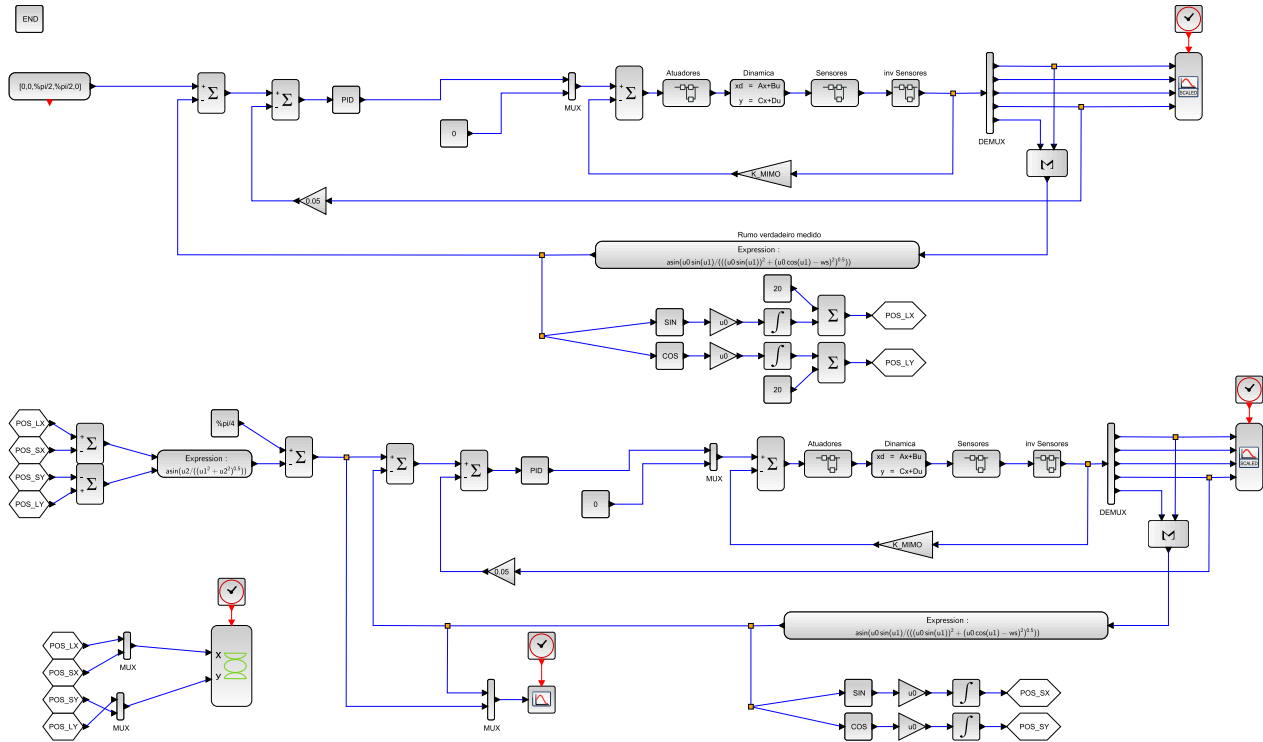 END
[0,0,%pi/2,%pi/2,0]
+
-
Σ
+
-
Σ
PID
0
MUX
+
-
Σ
Atuadores
Dinamica
xd = Ax+Bu
y = Cx+Du
Sensores
inv Sensores
DEMUX
SCALED
K_MIMO
0.05
Rumo verdadeiro medido
Expression :
asin(u0 sin(u1)/(((u0 sin(u1))² + (u0 cos(u1) − ws)²)^0.5))
20
SIN
u0
∫
Σ
POS_LX
COS
u0
∫
Σ
POS_LY
20
POS_LX
POS_SX
POS_SY
POS_LY
+
-
Σ
-
+
Σ
%pi/4
Expression :
asin(u2/((u1² + u2²)^0.5))
+
-
Σ
+
-
Σ
+
-
Σ
PID
0
MUX
+
-
Σ
Atuadores
Dinamica
xd = Ax+Bu
y = Cx+Du
Sensores
inv Sensores
DEMUX
SCALED
K_MIMO
0.05
Expression :
asin(u0 sin(u1)/(((u0 sin(u1))² + (u0 cos(u1) − ws)²)^0.5))
POS_LX
POS_SX
POS_SY
POS_LY
MUX
MUX
x
y
MUX
SIN
u0
∫
POS_SX
COS
u0
∫
POS_SY